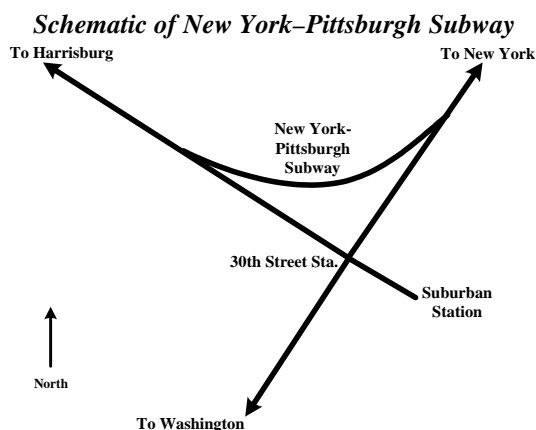 Schematic of New York–Pittsburgh Subway
To Harrisburg
To New York
New York-
Pittsburgh
Subway
30th Street Sta.
Suburban
Station
North
To Washington